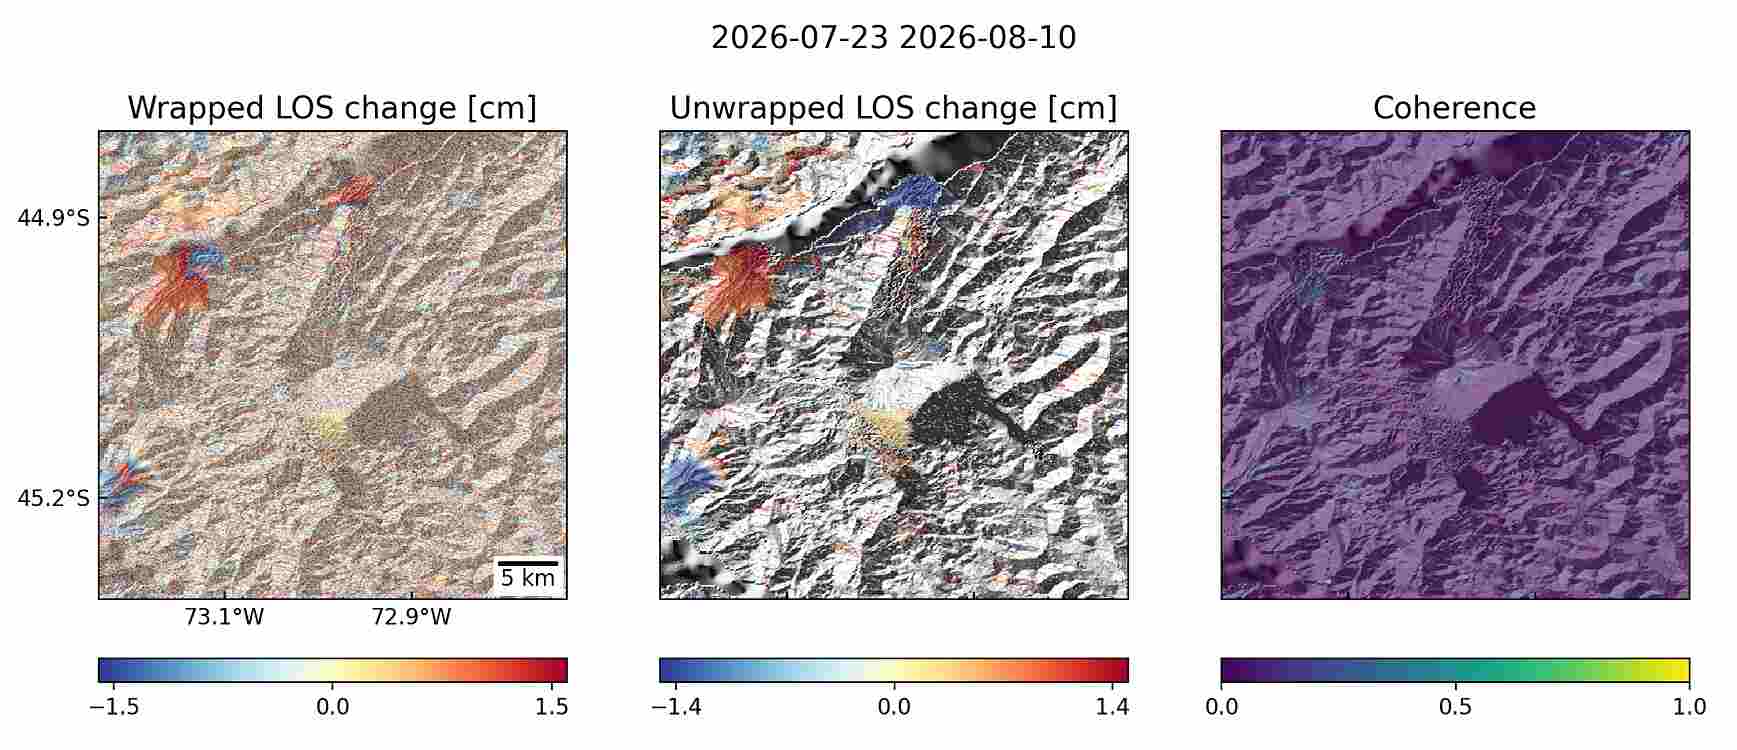 2026-07-23 2026-08-10
Wrapped LOS change [cm]
Unwrapped LOS change [cm]
Coherence
44.9°S
45.2°S
5 km
73.1°W
72.9°W
−1.5
0.0
1.5
−1.4
0.0
1.4
0.0
0.5
1.0